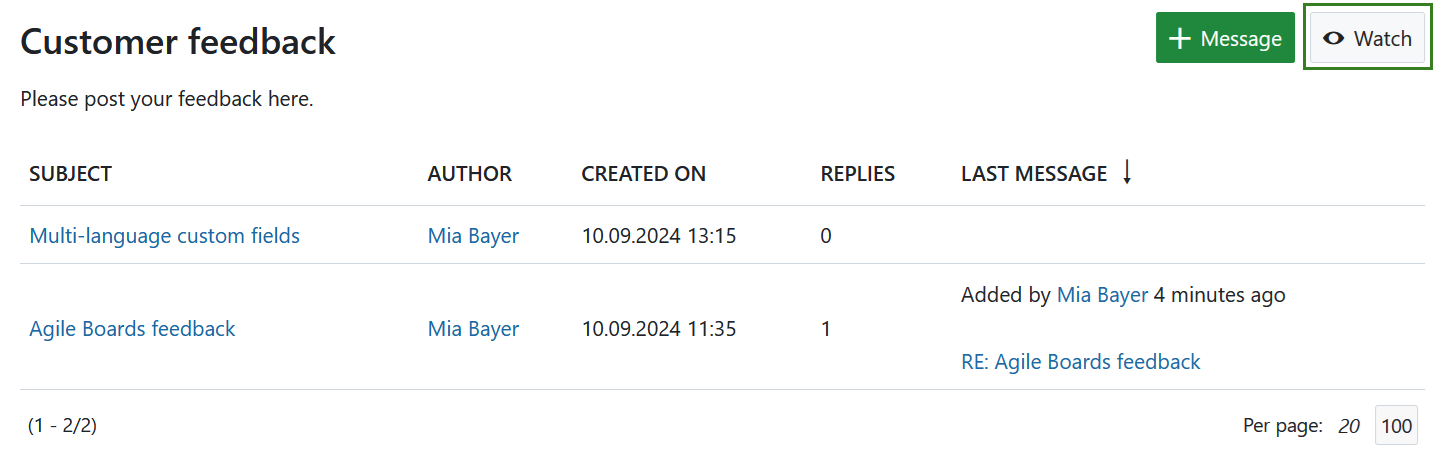 Customer feedback
Message
Watch
Please post your feedback here.
SUBJECT AUTHOR CREATED ON REPLIES LAST MESSAGE
Multi-language custom fields Mia Bayer 10.09.2024 13:15 0
Added by Mia Bayer 4 minutes ago
Agile Boards feedback Mia Bayer 10.09.2024 11:35 1
RE: Agile Boards feedback
(1 - 2/2) Per page: 20 100